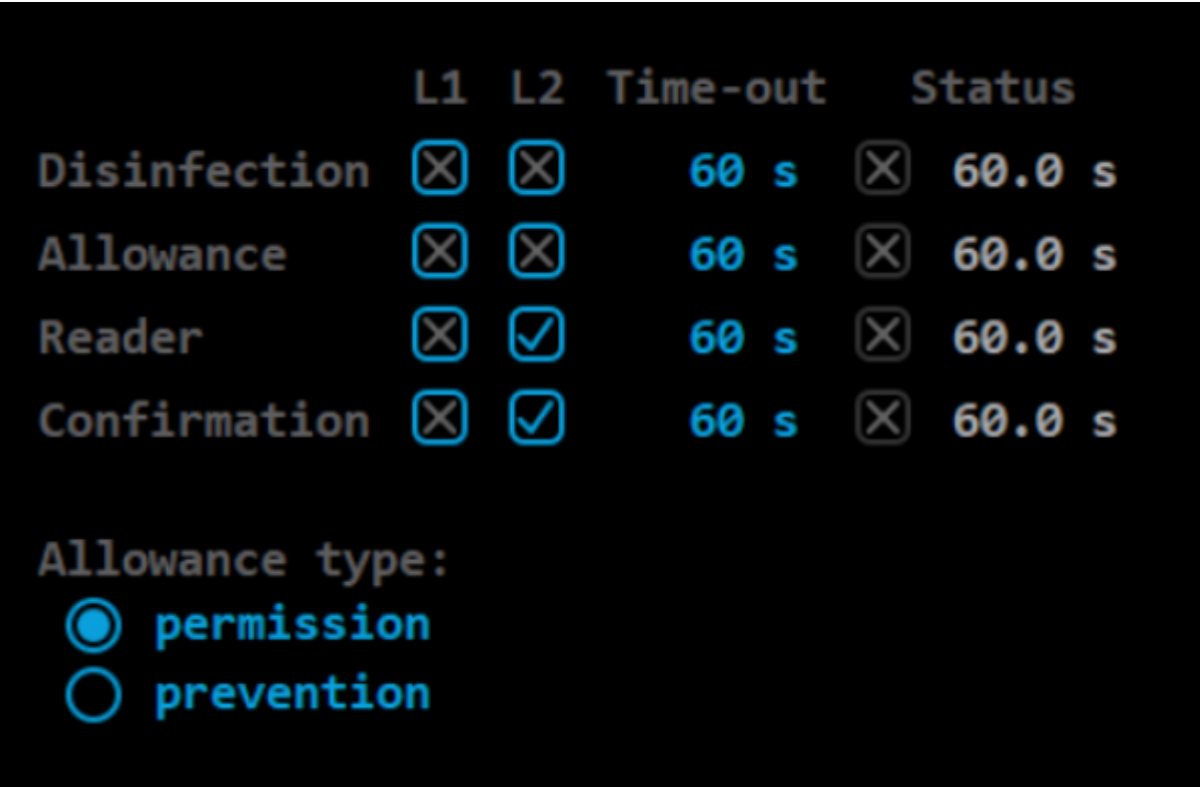 L1 L2 Time-out Status
Disinfection 60 s 60.0 s
Allowance 60 s 60.0 s
Reader 60 s 60.0 s
Confirmation 60 s 60.0 s
Allowance type:
permission
prevention